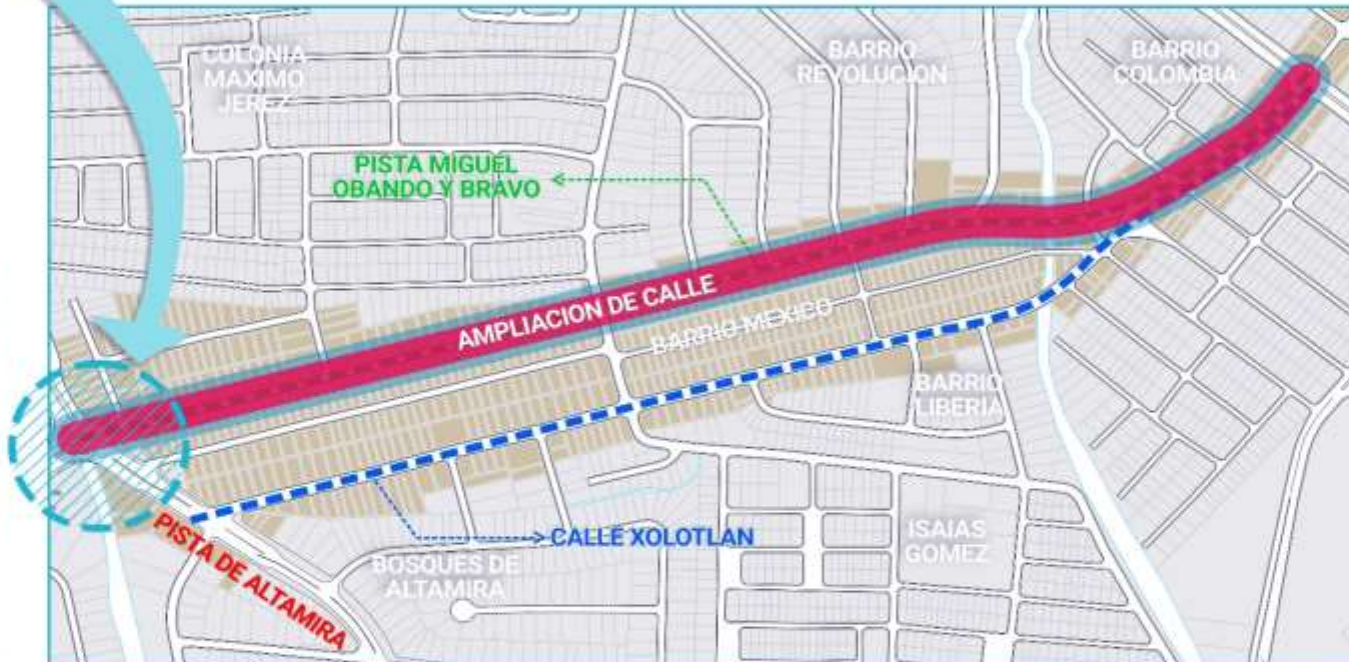 COLONIA
MAXIMO
JEREZ
BARRIO
REVOLUCION
BARRIO
COLOMBIA
PISTA MIGUEL
OBANDO Y BRAVO
AMPLIACION DE CALLE
BARRIO MEXICO
BARRIO
LIBERIA
PISTA DE ALTAMIRA
CALLE XOLOTLAN
BOSQUES DE
ALTAMIRA
ISAIAS
GOMEZ